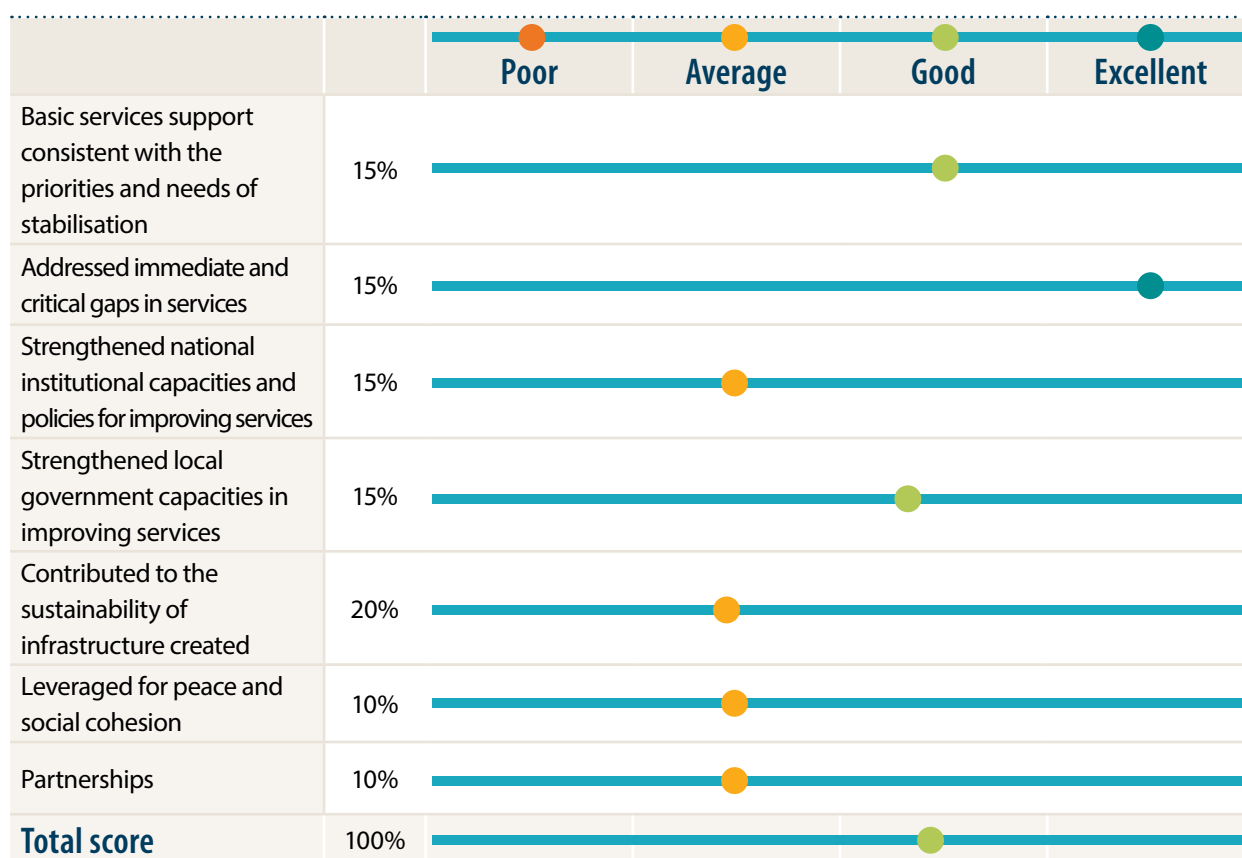 Poor Average Good Excellent
Basic services support
consistent with the
priorities and needs of
stabilisation
15%
Addressed immediate and
critical gaps in services
15%
Strengthened national
institutional capacities and
policies for improving services
15%
Strengthened local
government capacities in
improving services
15%
Contributed to the
sustainability of
infrastructure created
20%
Leveraged for peace and
social cohesion
10%
Partnerships 10%
Total score 100%